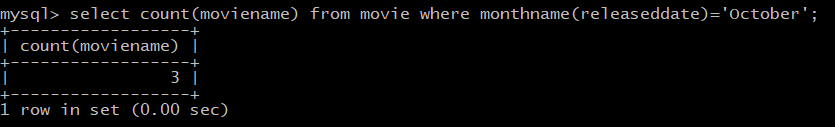 mysql> select count(moviename) from movie where monthname(releaseddate)='October';
+------------------+
| count(moviename) |
+------------------+
|                3 |
+------------------+
1 row in set (0.00 sec)